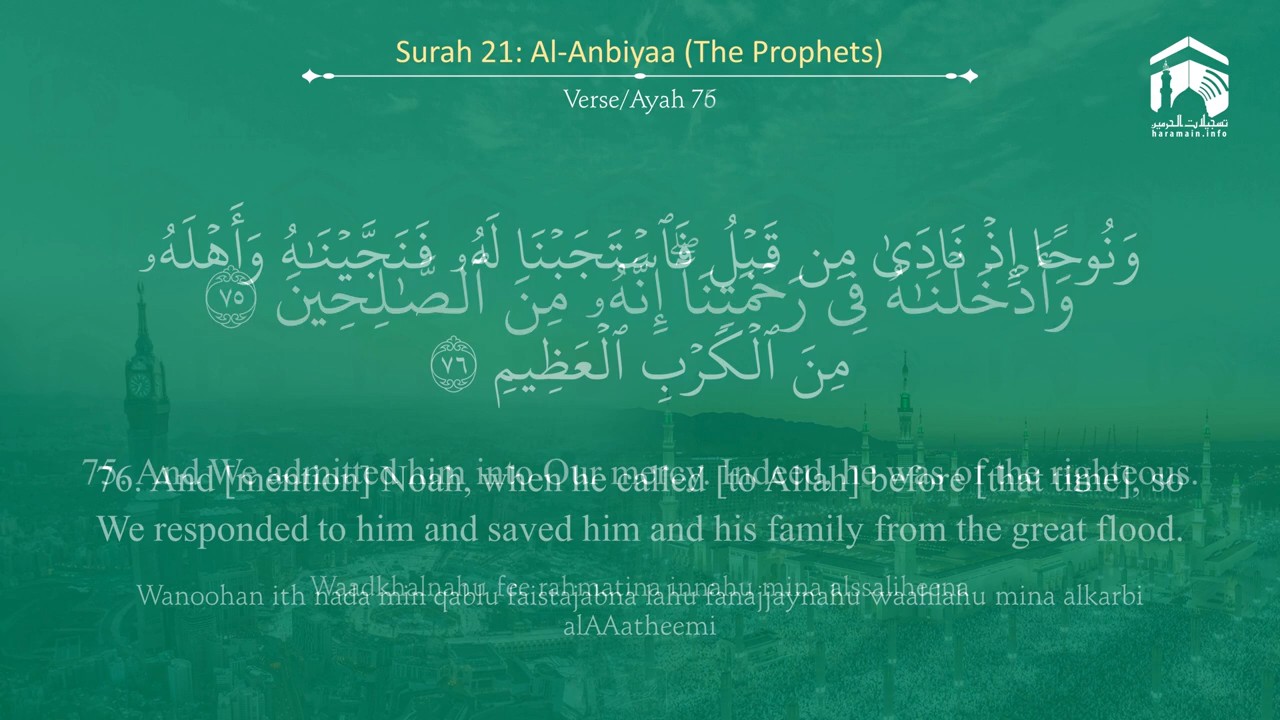 Surah 21: Al-Anbiyaa (The Prophets)
Verse/Ayah 76
تسجيلات الحرمين
haramain.info
وَنُوحًا إِذْ نَادَىٰ مِن قَبْلُ فَٱسْتَجَبْنَا لَهُۥ فَنَجَّيْنَـٰهُ وَأَهْلَهُۥ
وَأَدْخَلْنَـٰهُ فِى رَحْمَتِنَآ إِنَّهُۥ مِنَ ٱلصَّـٰلِحِينَ ٧٥
مِنَ ٱلْكَرْبِ ٱلْعَظِيمِ ٧٦
75. And We admitted him into Our mercy. Indeed, he was of the righteous.
76. And [mention] Noah, when he called [to Allah] before [that time], so
We responded to him and saved him and his family from the great flood.
Waadkhalnahu fee rahmatina innahu mina alssaliheena
Wanoohan ith nada min qablu faistajabna lahu fanajjaynahu waahlahu mina alkarbi
alAAatheemi